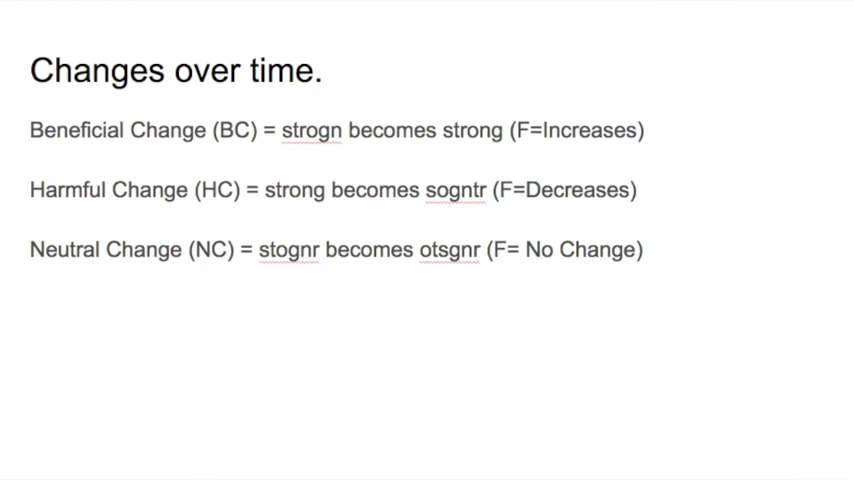 Changes over time.
Beneficial Change (BC) = strogn becomes strong (F=Increases)
Harmful Change (HC) = strong becomes sogntr (F=Decreases)
Neutral Change (NC) = stognr becomes otsgnr (F= No Change)